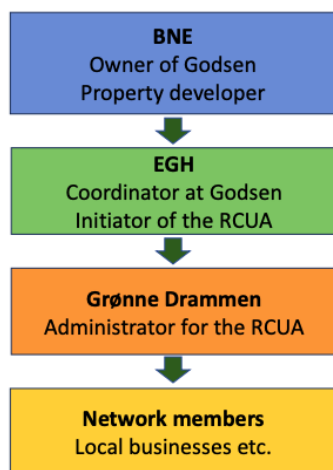 BNE
Owner of Godsen
Property developer
EGH
Coordinator at Godsen
Initiator of the RCUA
Grønne Drammen
Administrator for the RCUA
Network members
Local businesses etc.